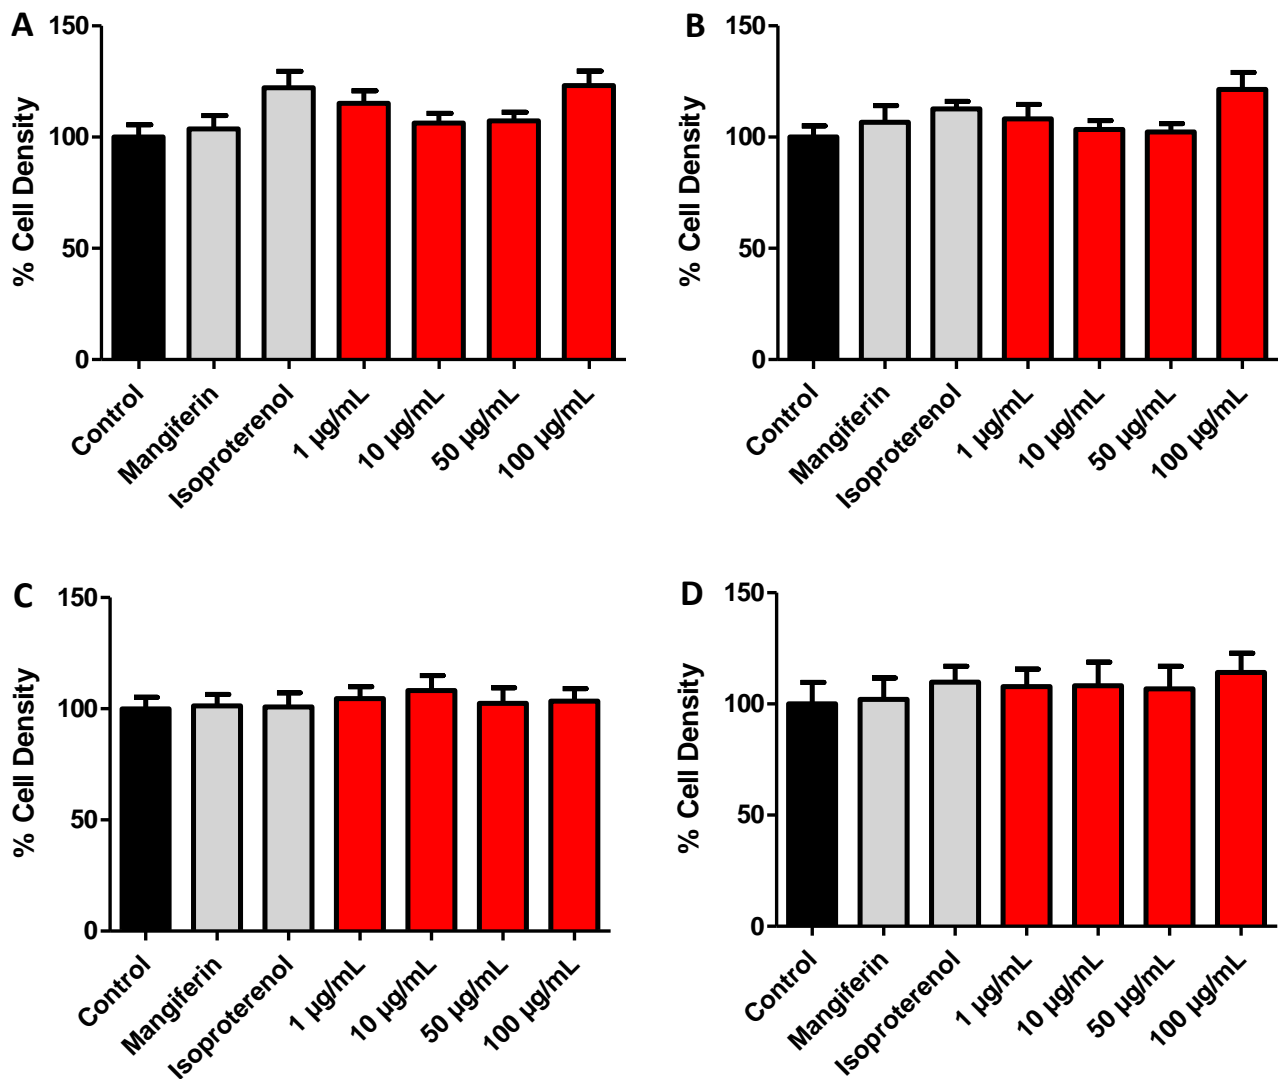 A
% Cell Density
150
100
50
0
Control
Mangiferin
Isoproterenol
1 µg/mL
10 µg/mL
50 µg/mL
100 µg/mL
B
% Cell Density
150
100
50
0
Control
Mangiferin
Isoproterenol
1 µg/mL
10 µg/mL
50 µg/mL
100 µg/mL
C
% Cell Density
150
100
50
0
Control
Mangiferin
Isoproterenol
1 µg/mL
10 µg/mL
50 µg/mL
100 µg/mL
D
% Cell Density
150
100
50
0
Control
Mangiferin
Isoproterenol
1 µg/mL
10 µg/mL
50 µg/mL
100 µg/mL